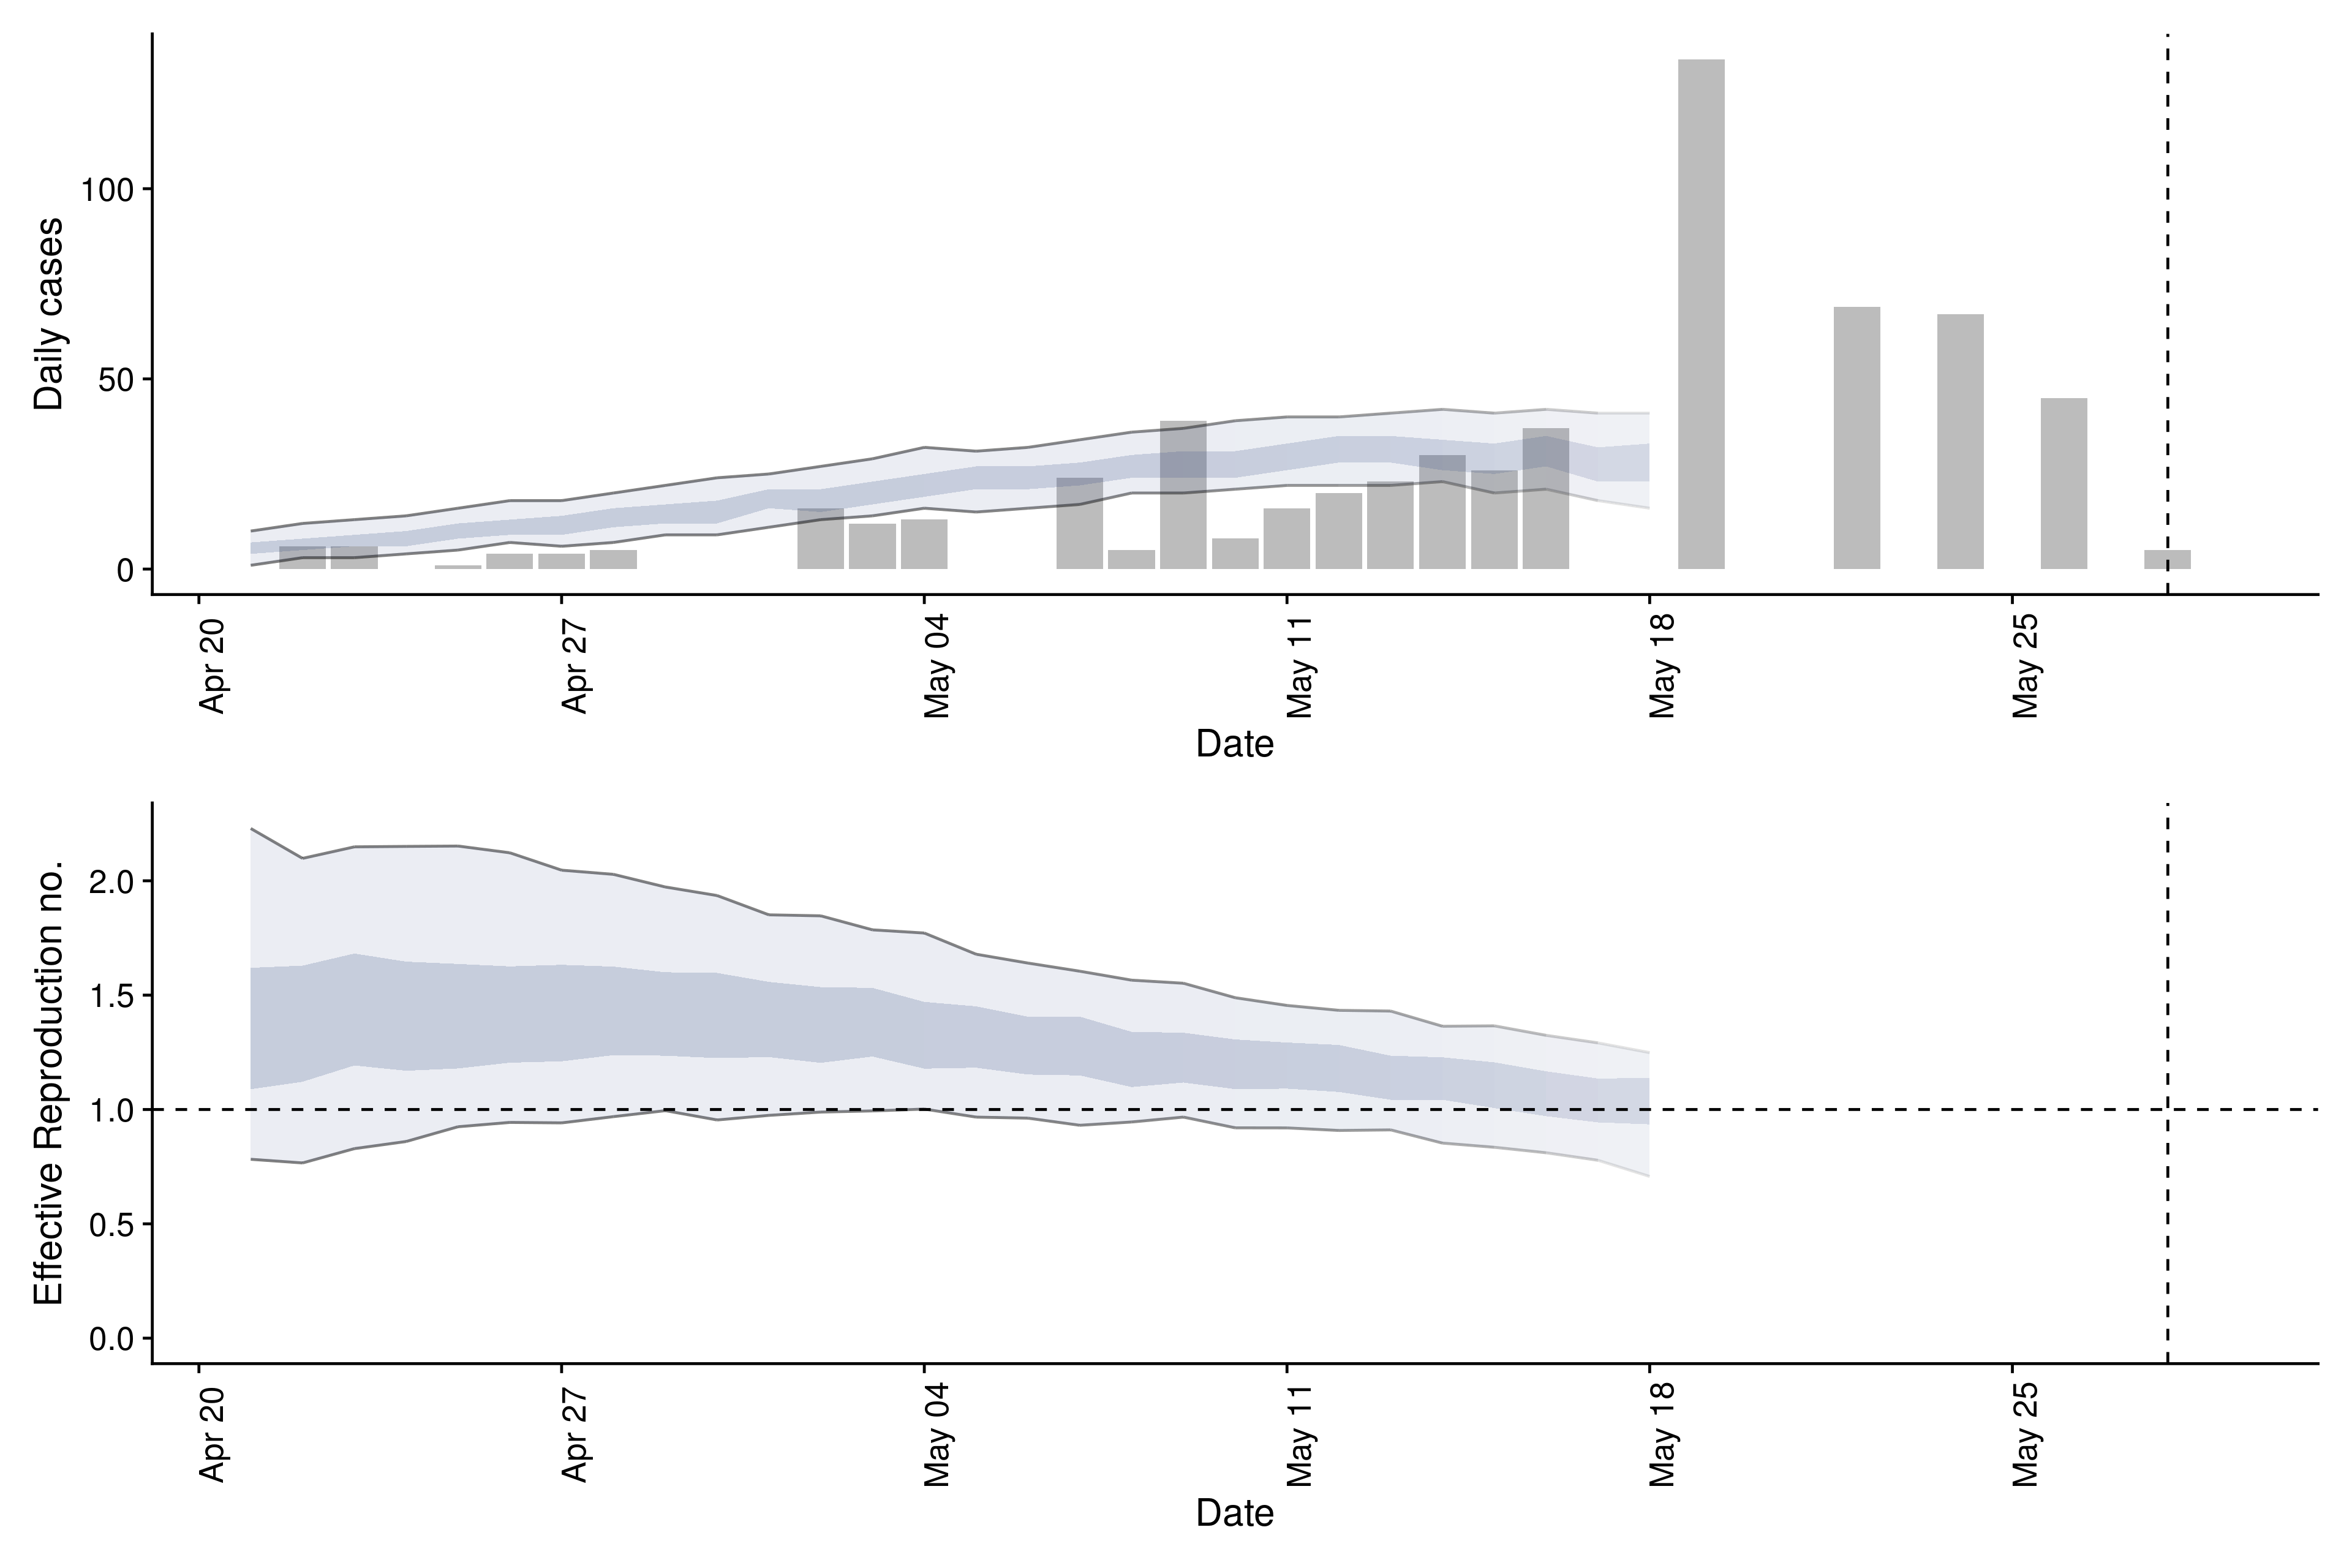 Daily cases
100
50
0
Apr 20
Apr 27
May 04
May 11
May 18
May 25
Date
Effective Reproduction no.
2.0
1.5
1.0
0.5
0.0
Apr 20
Apr 27
May 04
May 11
May 18
May 25
Date